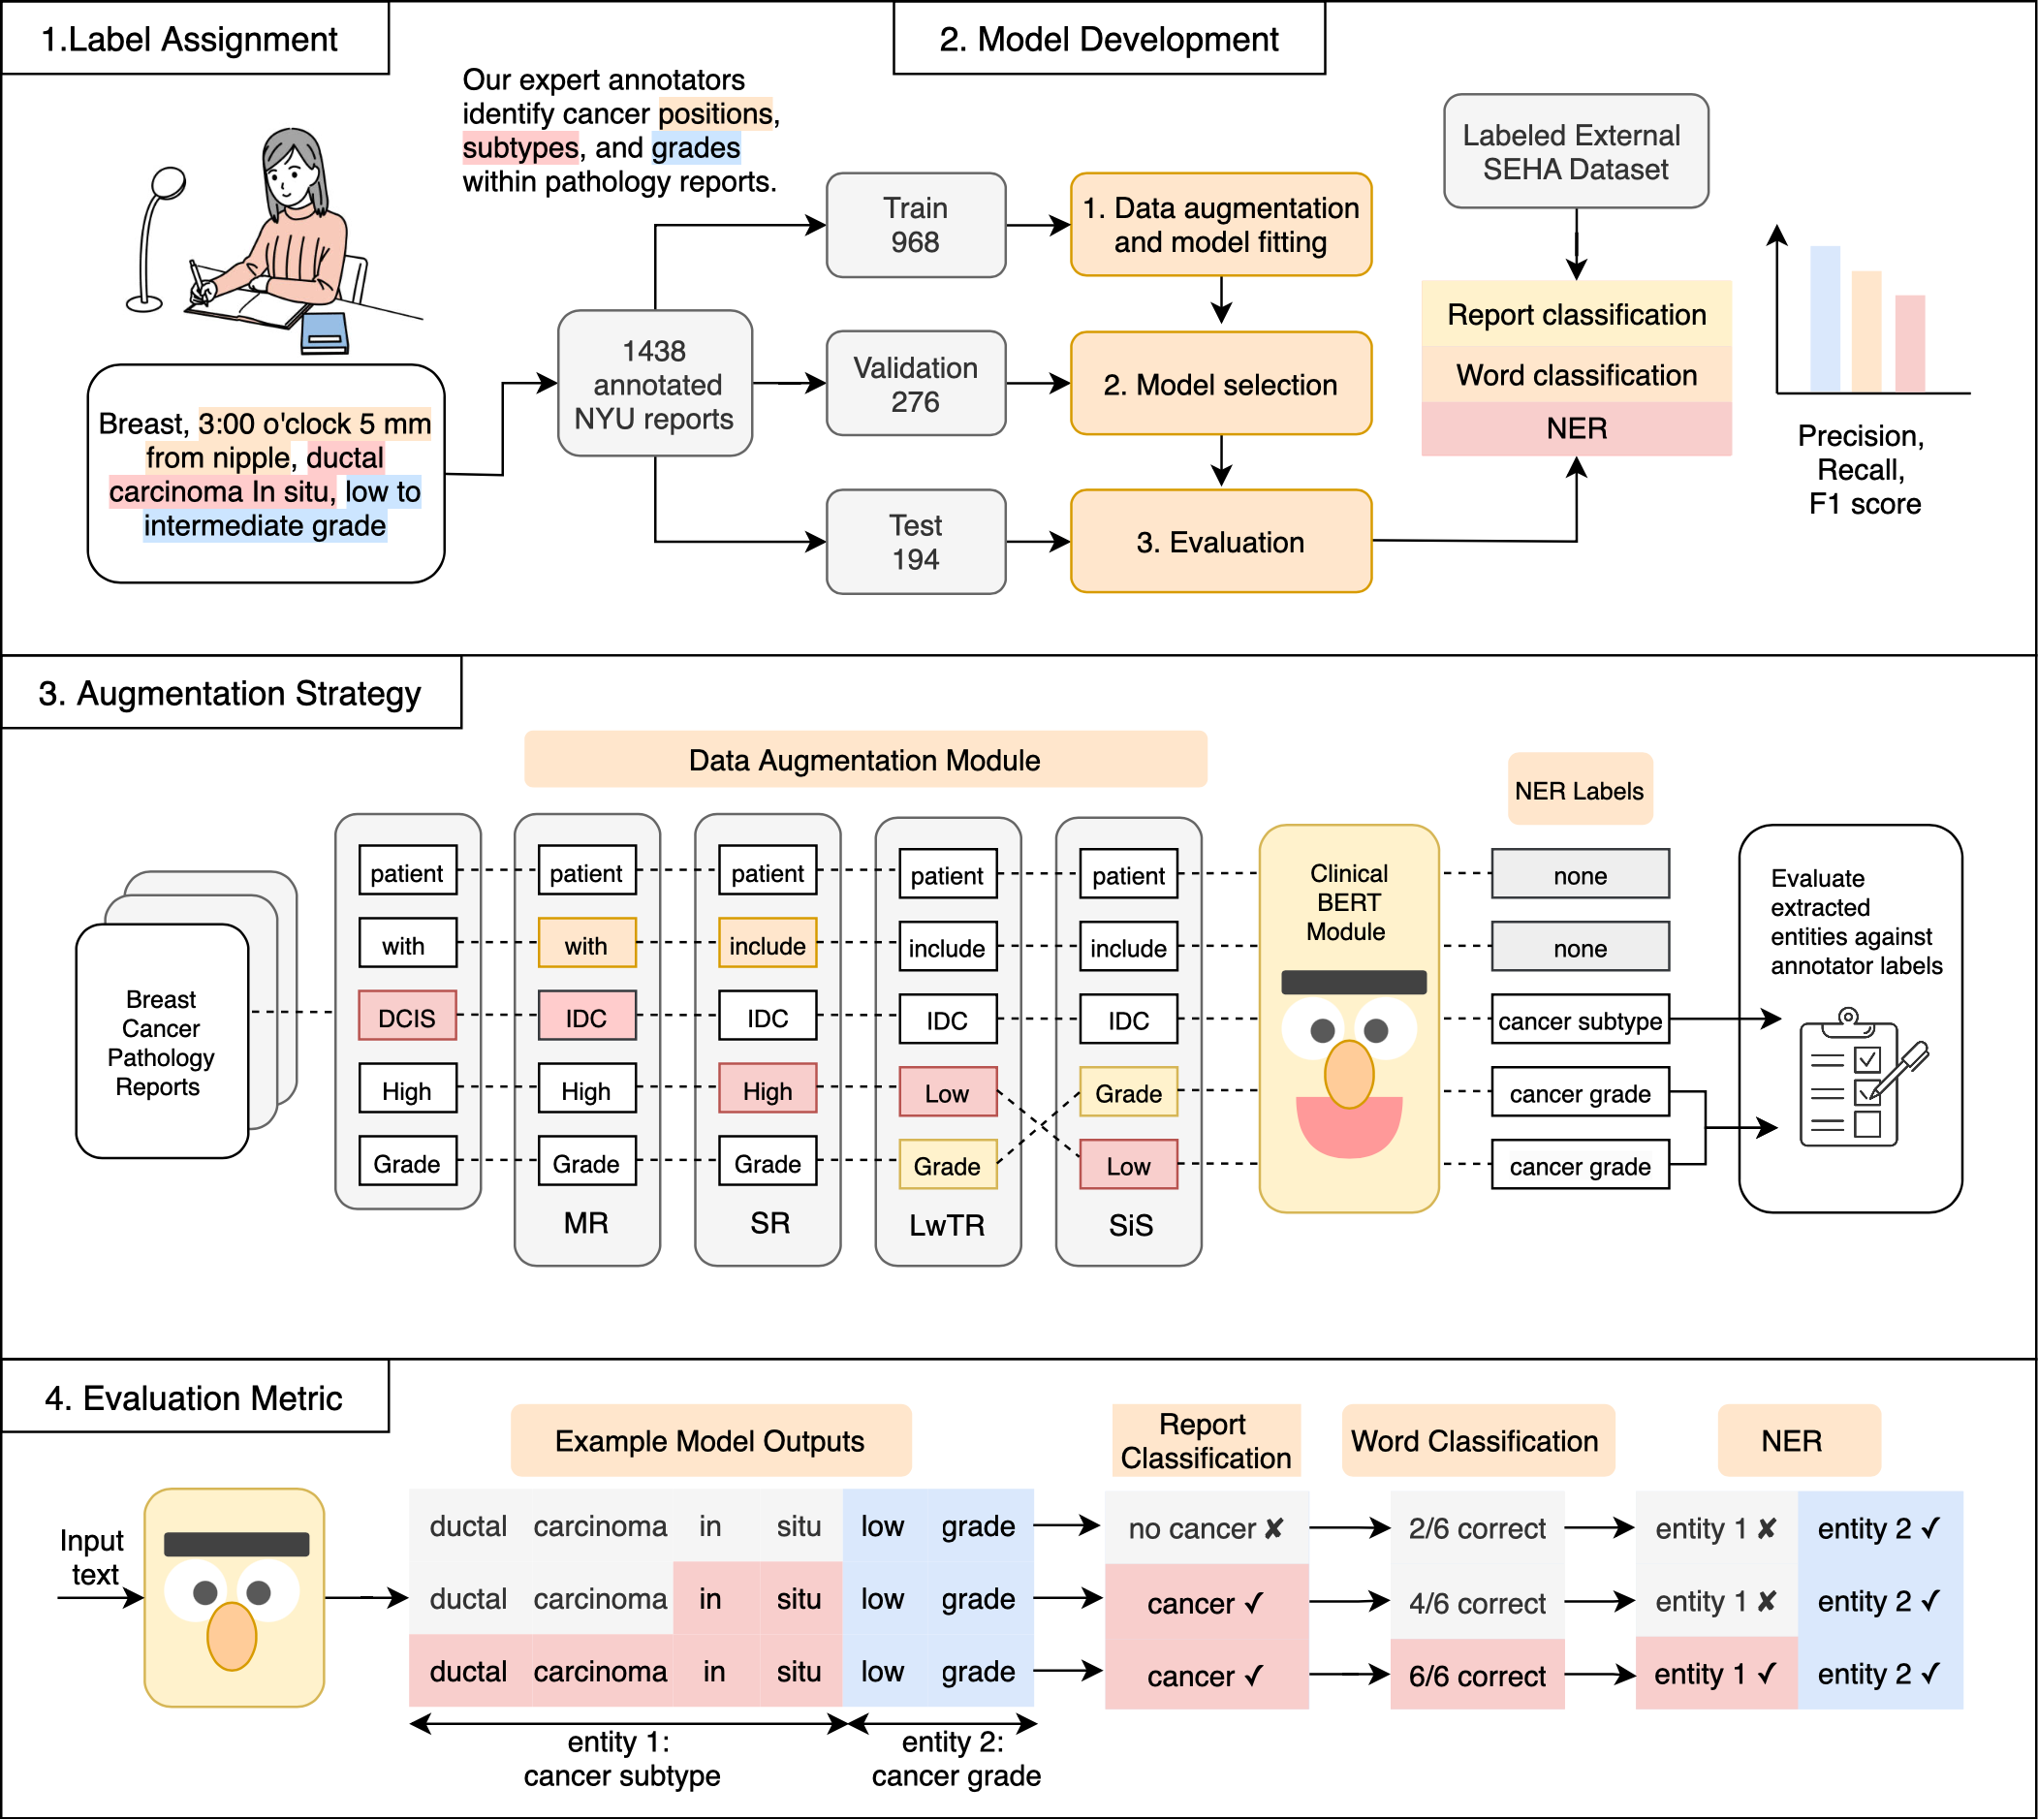 1.Label Assignment
2. Model Development
Our expert annotators
identify cancer positions,
subtypes, and grades
within pathology reports.
Breast, 3:00 o'clock 5 mm
from nipple, ductal
carcinoma In situ, low to
intermediate grade
1438
annotated
NYU reports
Train
968
Validation
276
Test
194
1. Data augmentation
and model fitting
2. Model selection
3. Evaluation
Labeled External
SEHA Dataset
Report classification
Word classification
NER
Precision,
Recall,
F1 score
3. Augmentation Strategy
Data Augmentation Module
NER Labels
Breast
Cancer
Pathology
Reports
patient
with
DCIS
High
Grade
patient
with
IDC
High
Grade
MR
patient
include
IDC
High
Grade
SR
patient
include
IDC
Low
Grade
LwTR
patient
include
IDC
Grade
Low
SiS
Clinical
BERT
Module
none
none
cancer subtype
cancer grade
cancer grade
Evaluate
extracted
entities against
annotator labels
4. Evaluation Metric
Example Model Outputs
Report
Classification
Word Classification
NER
Input
text
ductal carcinoma in situ low grade
no cancer ✘
2/6 correct
entity 1 ✘
entity 2 ✓
ductal carcinoma in situ low grade
cancer ✓
4/6 correct
entity 1 ✘
entity 2 ✓
ductal carcinoma in situ low grade
cancer ✓
6/6 correct
entity 1 ✓
entity 2 ✓
entity 1:
cancer subtype
entity 2:
cancer grade